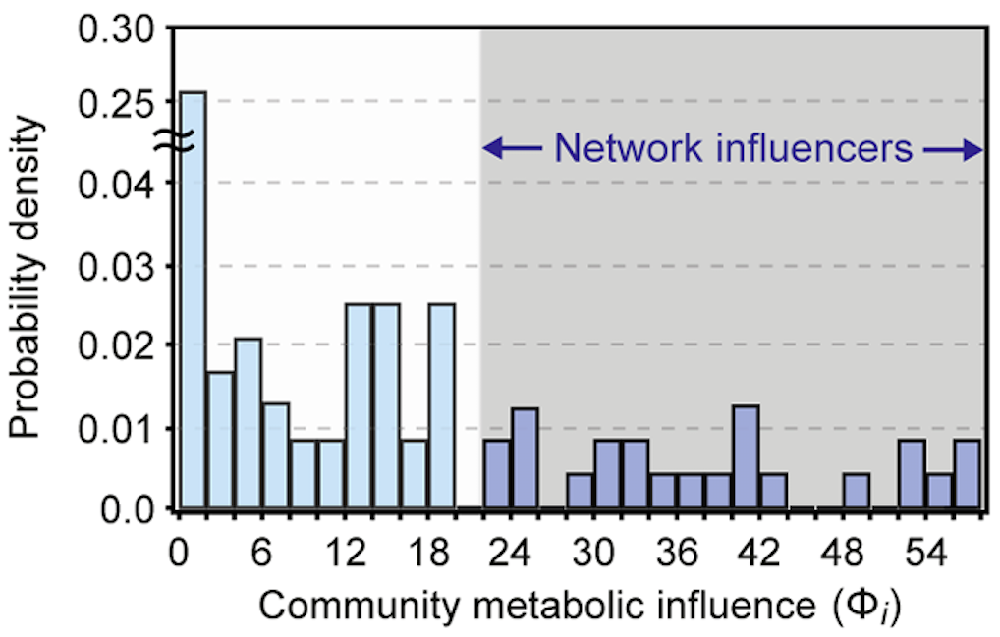 0.30
0.25
0.04
0.03
0.02
0.01
0.0
Probability density
Network influencers
0 6 12 18 24 30 36 42 48 54
Community metabolic influence (Φi)